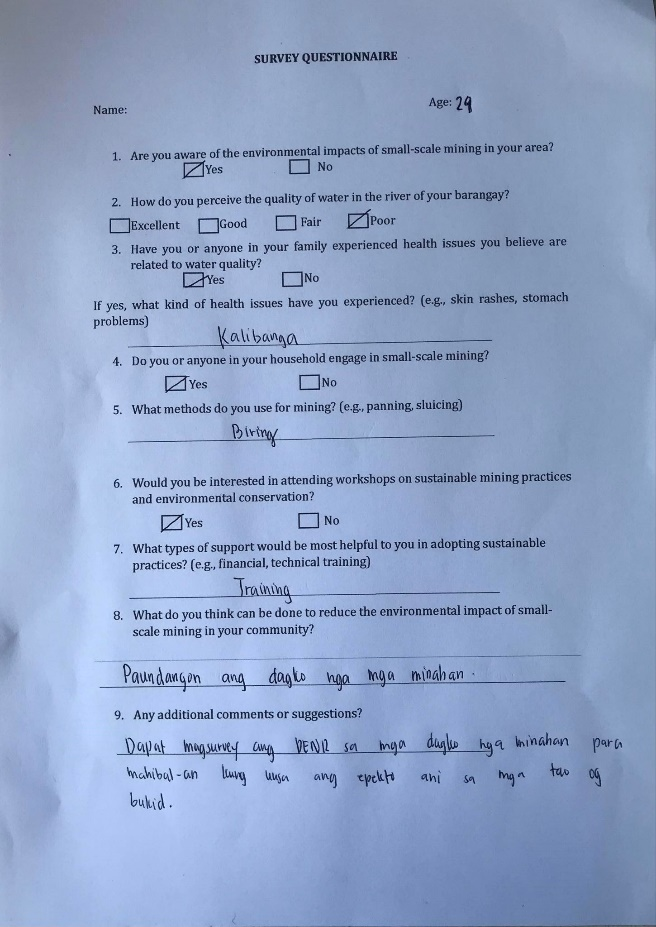 SURVEY QUESTIONNAIRE
Name:
Age: 29
1. Are you aware of the environmental impacts of small-scale mining in your area?
Yes No
2. How do you perceive the quality of water in the river of your barangay?
Excellent Good Fair Poor
3. Have you or anyone in your family experienced health issues you believe are
related to water quality?
Yes No
If yes, what kind of health issues have you experienced? (e.g., skin rashes, stomach
problems)
Kalibanga
4. Do you or anyone in your household engage in small-scale mining?
Yes No
5. What methods do you use for mining? (e.g., panning, sluicing)
Biring
6. Would you be interested in attending workshops on sustainable mining practices
and environmental conservation?
Yes No
7. What types of support would be most helpful to you in adopting sustainable
practices? (e.g., financial, technical training)
Training
8. What do you think can be done to reduce the environmental impact of small-
scale mining in your community?
Paundangon ang dagko nga mga minahan.
9. Any additional comments or suggestions?
Dapat magsurvey ang DENR sa mga dagko nga minahan para
mahibal-an kung unsa ang epekto ani sa mga tao og
bukid.